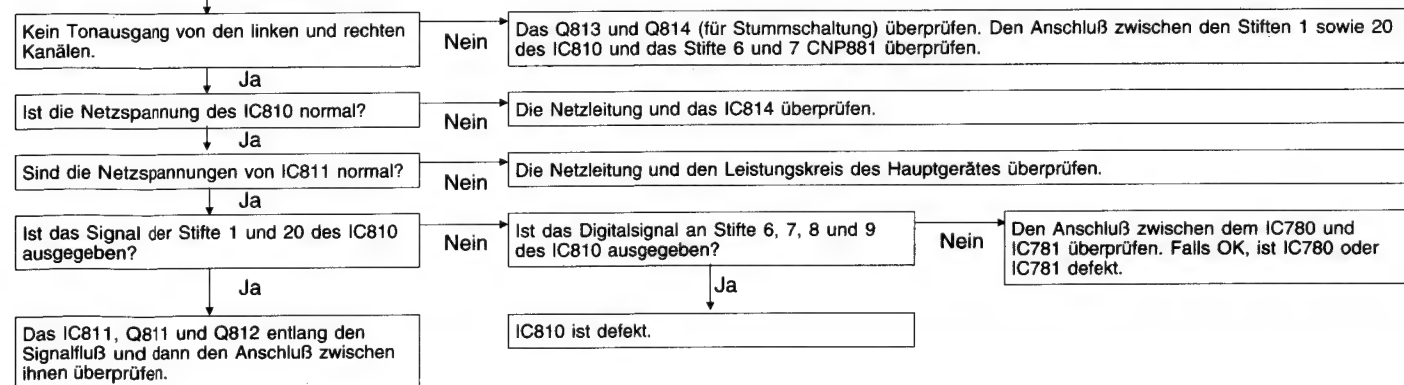 Kein Tonausgang von den linken und rechten
Kanälen.
Nein
Das Q813 und Q814 (für Stummschaltung) überprüfen. Den Anschluß zwischen den Stiften 1 sowie 20
des IC810 und das Stifte 6 und 7 CNP881 überprüfen.
Ja
Ist die Netzspannung des IC810 normal?
Nein
Die Netzleitung und das IC814 überprüfen.
Ja
Sind die Netzspannungen von IC811 normal?
Nein
Die Netzleitung und den Leistungskreis des Hauptgerätes überprüfen.
Ja
Ist das Signal der Stifte 1 und 20 des IC810
ausgegeben?
Nein
Ist das Digitalsignal an Stifte 6, 7, 8 und 9
des IC810 ausgegeben?
Nein
Den Anschluß zwischen dem IC780 und
IC781 überprüfen. Falls OK, ist IC780 oder
IC781 defekt.
Ja
Ja
Das IC811, Q811 und Q812 entlang den
Signalfluß und dann den Anschluß zwischen
ihnen überprüfen.
IC810 ist defekt.